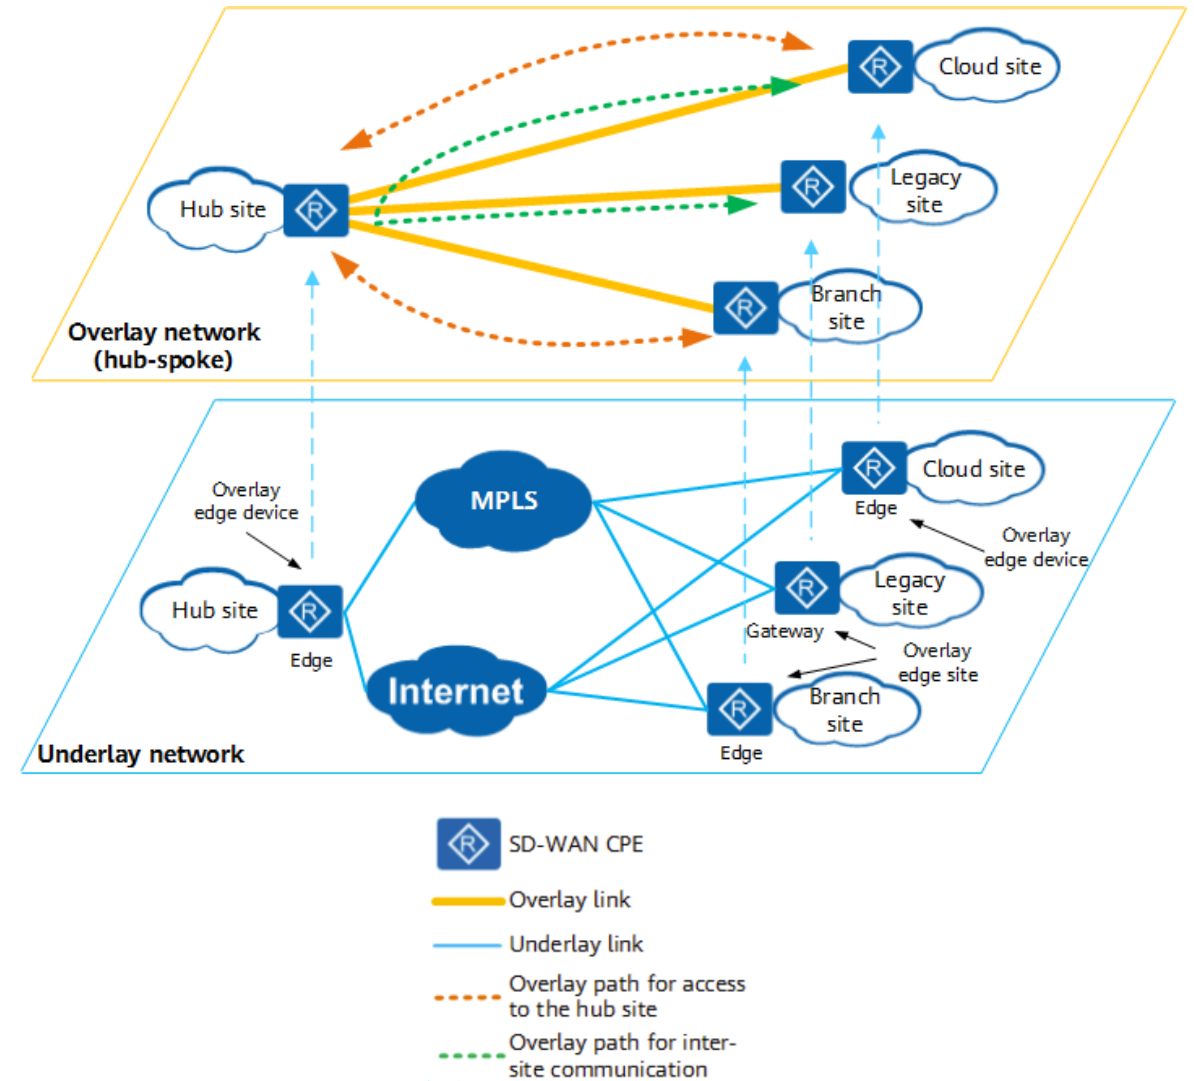 Cloud site
Legacy
site
Hub site
Branch
site
Overlay network
(hub-spoke)
MPLS
Cloud site
Edge
Overlay
edge device
Overlay
edge device
Legacy
site
Hub site
Gateway
Edge
Overlay
edge site
Internet
Branch
site
Edge
Underlay network
SD-WAN CPE
Overlay link
Underlay link
Overlay path for access
to the hub site
Overlay path for inter-
site communication
R
R
R
R
R
R
R
R
R